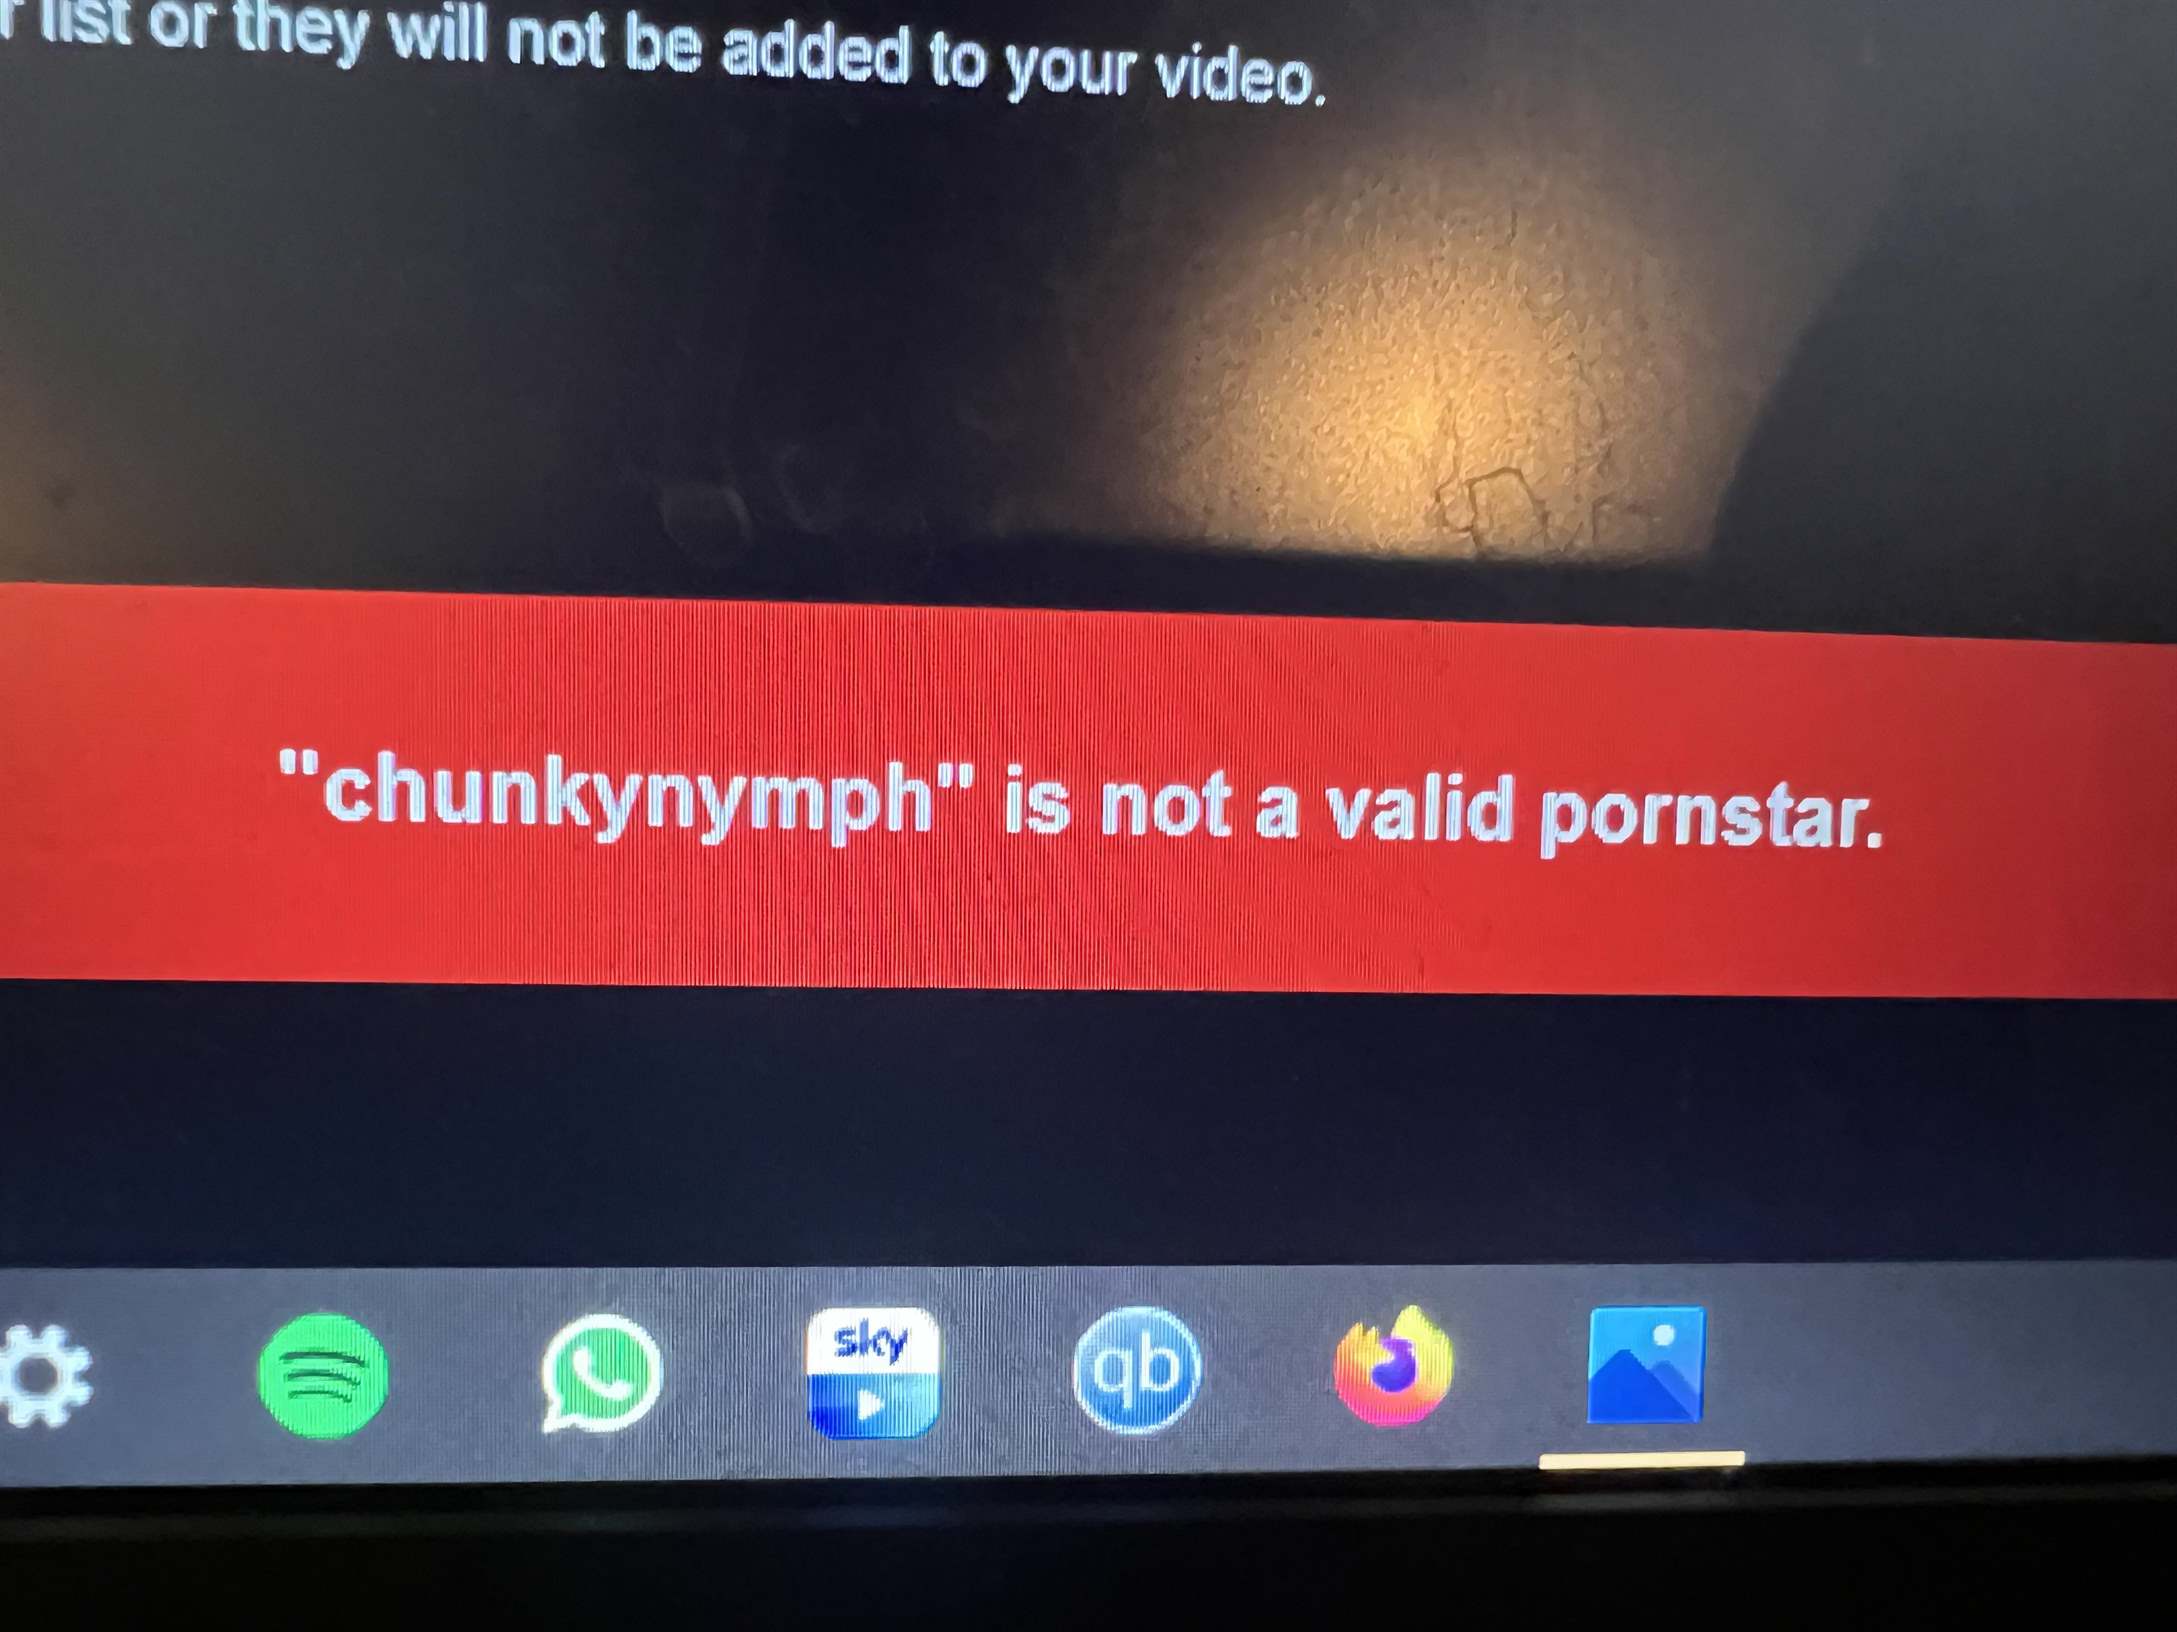 list or they will not be added to your video.
"chunkynymph" is not a valid pornstar.
sky
qb